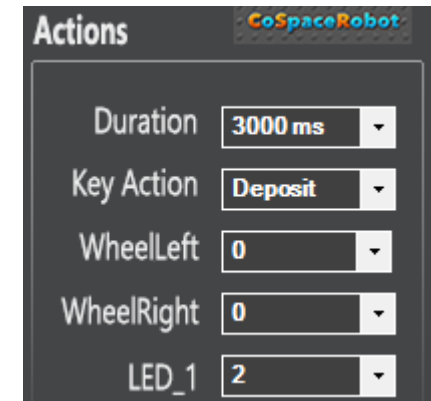 Actions CoSpaceRobot
Duration 3000 ms
Key Action Deposit
WheelLeft 0
WheelRight 0
LED_1 2